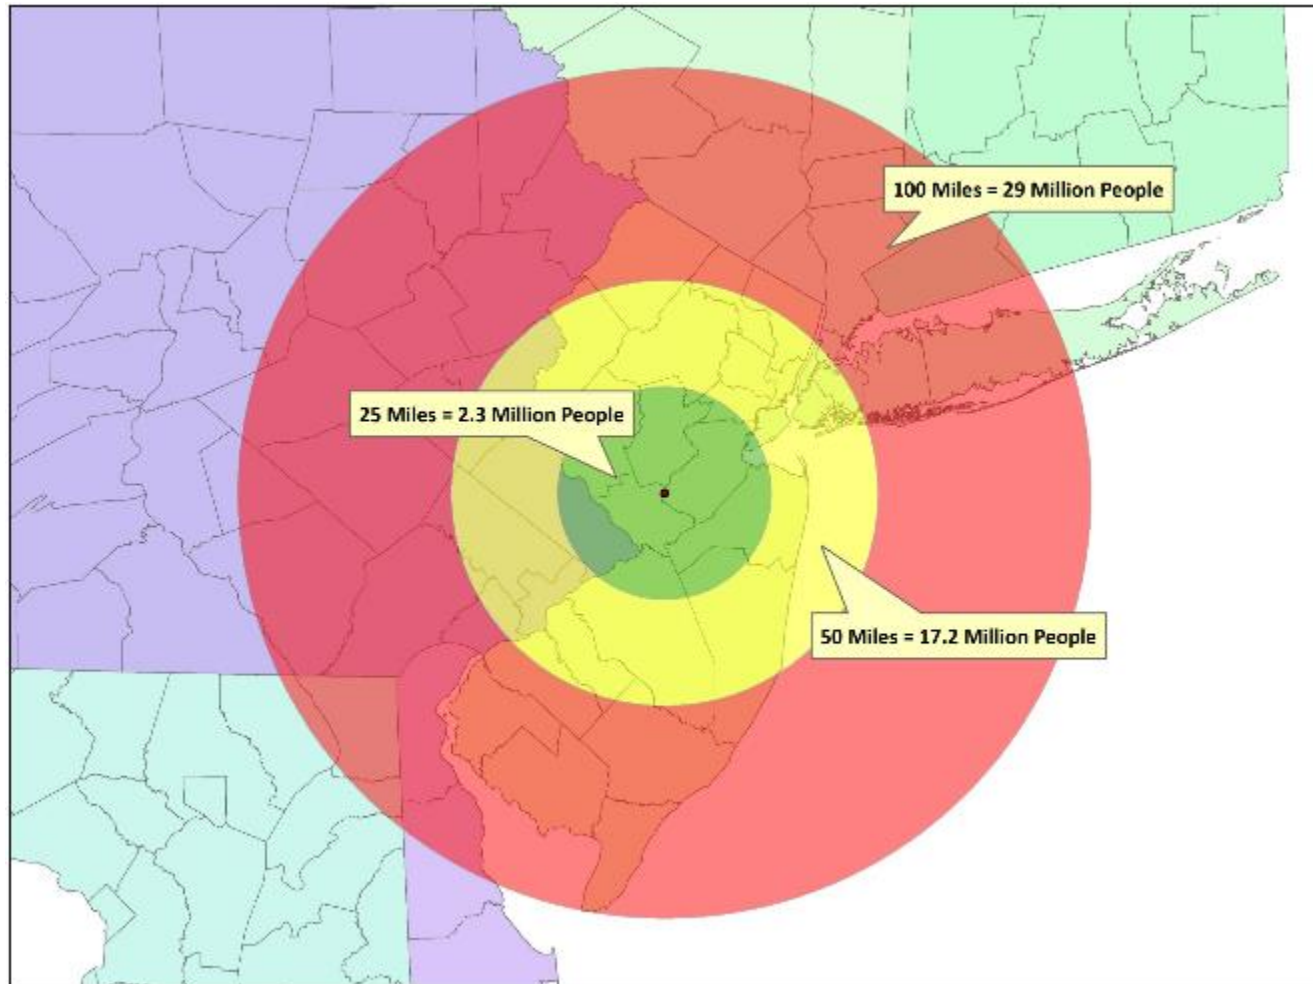 100 Miles = 29 Million People
25 Miles = 2.3 Million People
50 Miles = 17.2 Million People